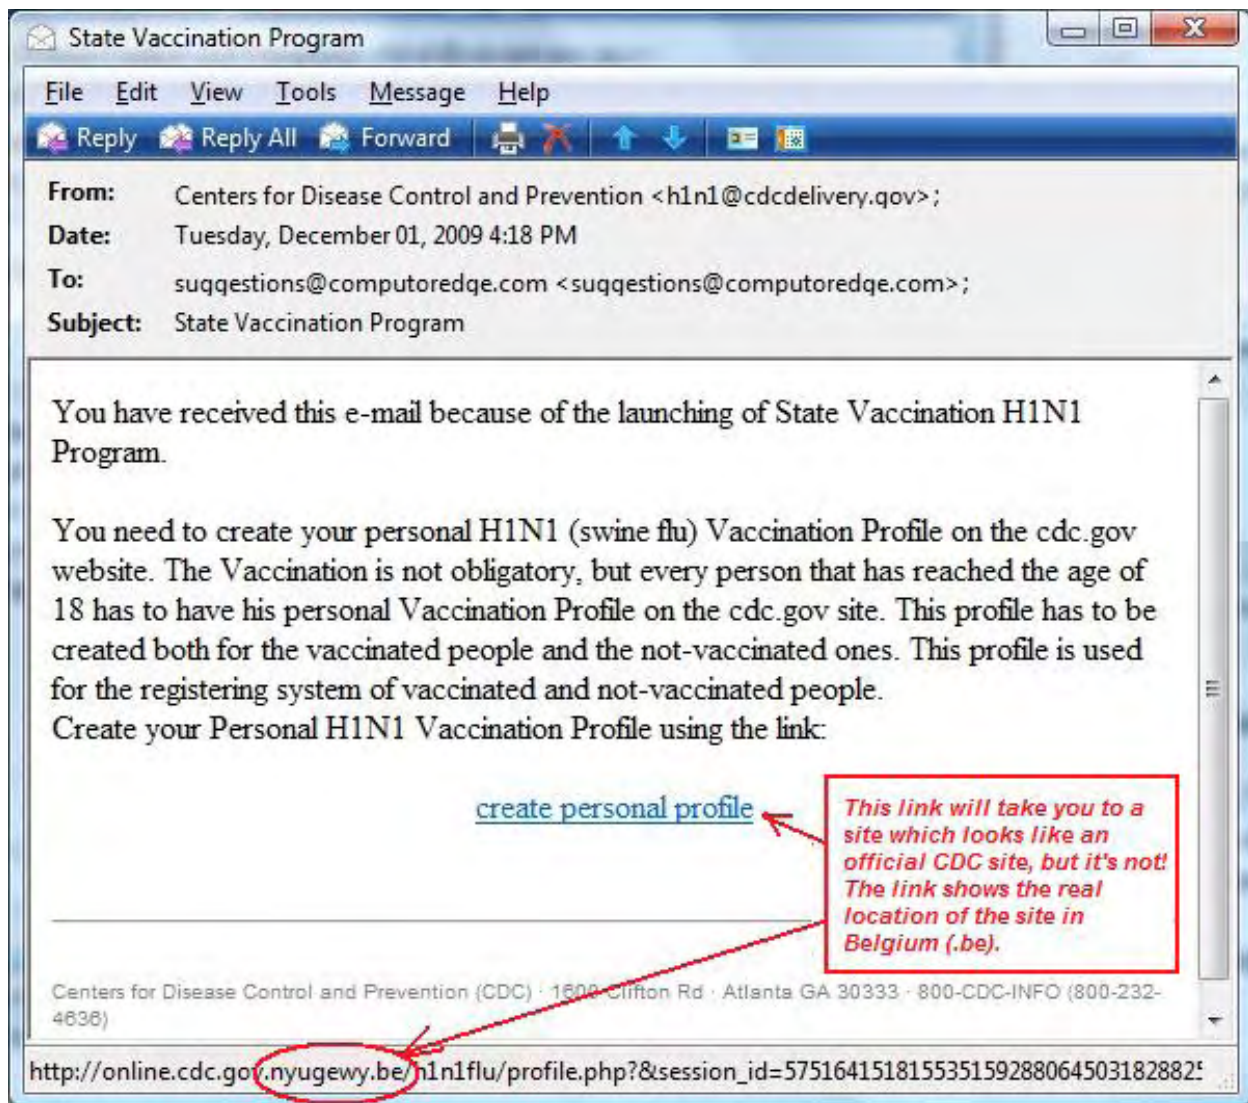 State Vaccination Program
File Edit View Tools Message Help
Reply Reply All Forward
From: Centers for Disease Control and Prevention <h1n1@cdcdelivery.gov>;
Date: Tuesday, December 01, 2009 4:18 PM
To: suggestions@computoredge.com <suggestions@computoredge.com>;
Subject: State Vaccination Program
You have received this e-mail because of the launching of State Vaccination H1N1
Program.
You need to create your personal H1N1 (swine flu) Vaccination Profile on the cdc.gov
website. The Vaccination is not obligatory, but every person that has reached the age of
18 has to have his personal Vaccination Profile on the cdc.gov site. This profile has to be
created both for the vaccinated people and the not-vaccinated ones. This profile is used
for the registering system of vaccinated and not-vaccinated people.
Create your Personal H1N1 Vaccination Profile using the link:
create personal profile
This link will take you to a
site which looks like an
official CDC site, but it's not!
The link shows the real
location of the site in
Belgium (.be).
Centers for Disease Control and Prevention (CDC) · 1600 Clifton Rd · Atlanta GA 30333 · 800-CDC-INFO (800-232-
4636)
http://online.cdc.gov.nyugewy.be/h1n1flu/profile.php?&session_id=